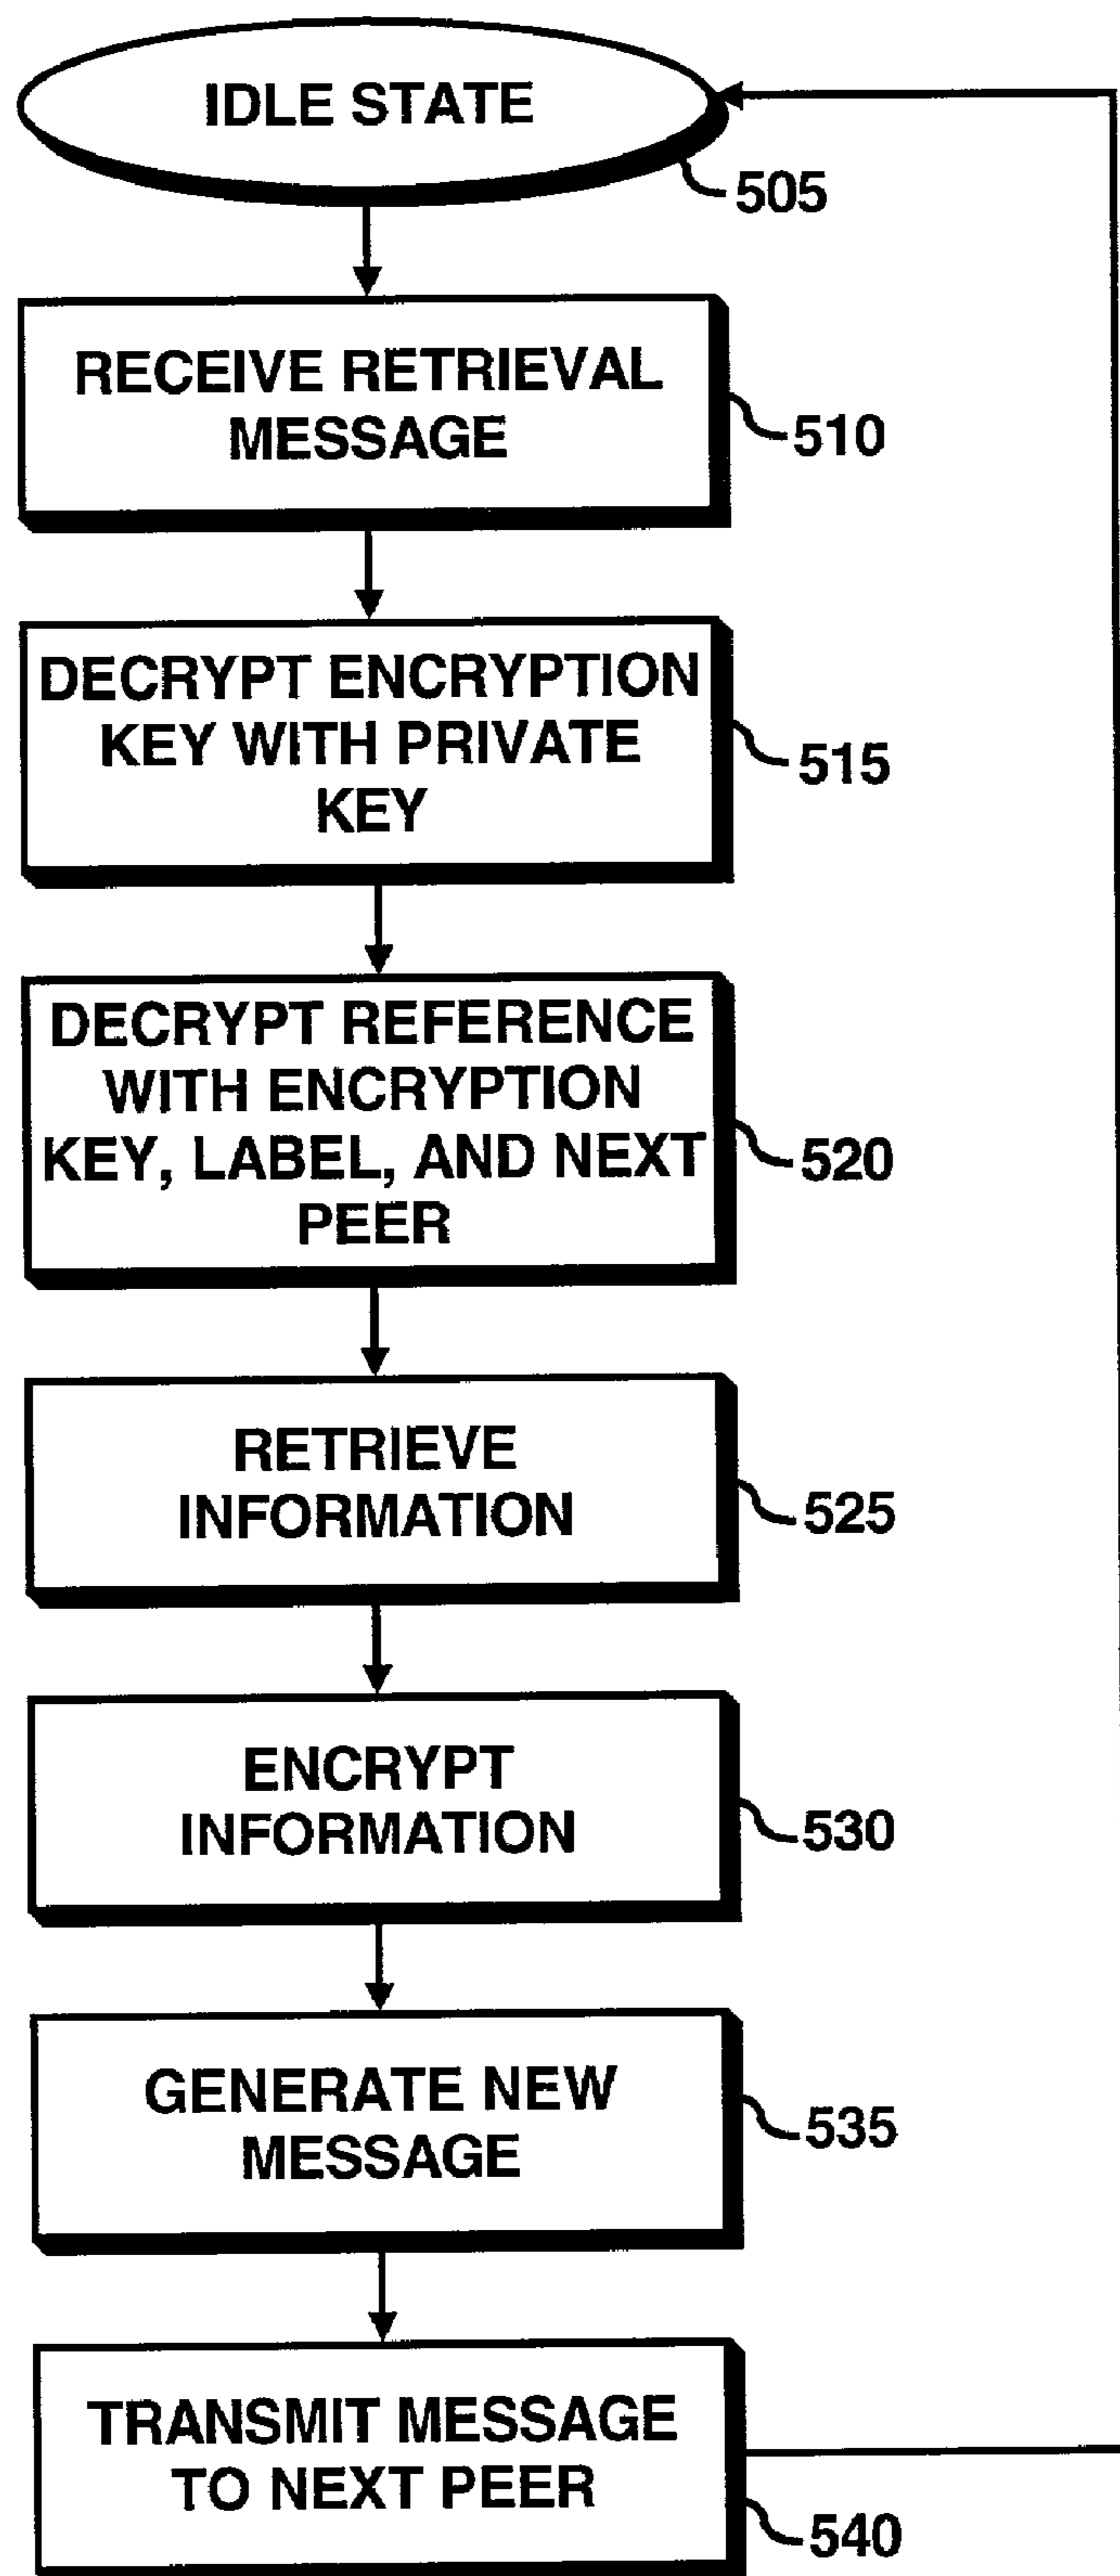 IDLE STATE
505
RECEIVE RETRIEVAL
MESSAGE
510
DECRYPT ENCRYPTION
KEY WITH PRIVATE
KEY
515
DECRYPT REFERENCE
WITH ENCRYPTION
KEY, LABEL, AND NEXT
PEER
520
RETRIEVE
INFORMATION
525
ENCRYPT
INFORMATION
530
GENERATE NEW
MESSAGE
535
TRANSMIT MESSAGE
TO NEXT PEER
540